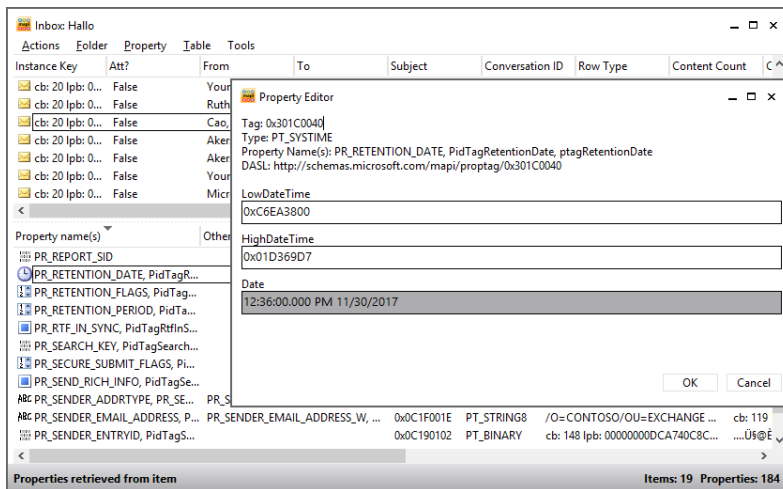 Inbox: Hallo
Actions Folder Property Table Tools
Instance Key Att? From To Subject Conversation ID Row Type Content Count C
cb: 20 lpb: 0... False Your
cb: 20 lpb: 0... False Ruth
cb: 20 lpb: 0... False Cao,
cb: 20 lpb: 0... False Aker
cb: 20 lpb: 0... False Aker
cb: 20 lpb: 0... False Your
cb: 20 lpb: 0... False Micr
Property Editor
Tag: 0x301C0040
Type: PT_SYSTIME
Property Name(s): PR_RETENTION_DATE, PidTagRetentionDate, ptagRetentionDate
DASL: http://schemas.microsoft.com/mapi/proptag/0x301C0040
LowDateTime
0xC6EA3800
HighDateTime
0x01D369D7
Date
12:36:00.000 PM 11/30/2017
OK Cancel
Property name(s) Other
PR_REPORT_SID
PR_RETENTION_DATE, PidTagR...
PR_RETENTION_FLAGS, PidTag...
PR_RETENTION_PERIOD, PidTa...
PR_RTF_IN_SYNC, PidTagRtfInS...
PR_SEARCH_KEY, PidTagSearch...
PR_SECURE_SUBMIT_FLAGS, Pi...
PR_SEND_RICH_INFO, PidTagSe...
PR_SENDER_ADDRTYPE, PR_SE... PR_S
PR_SENDER_EMAIL_ADDRESS, P... PR_SENDER_EMAIL_ADDRESS_W, ... 0x0C1F001E PT_STRING8 /O=CONTOSO/OU=EXCHANGE ... cb: 119
PR_SENDER_ENTRYID, PidTagS... 0x0C190102 PT_BINARY cb: 148 lpb: 00000000DCA740C8C...
Properties retrieved from item Items: 19 Properties: 184